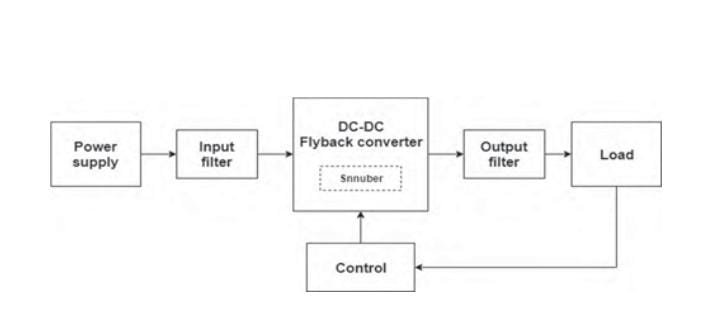 Power
supply
Input
filter
DC-DC
Flyback converter
Snnuber
Output
filter
Load
Control